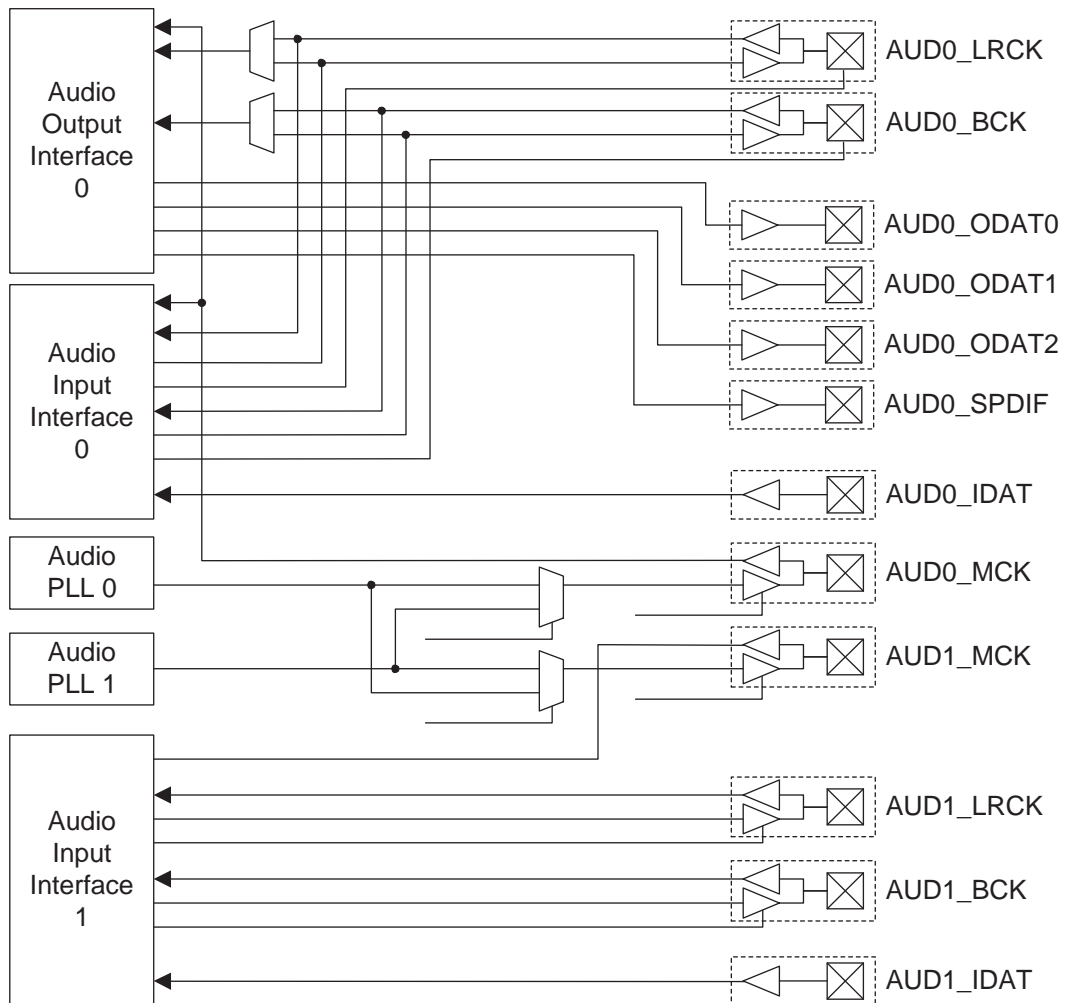 Audio
Output
Interface
0
Audio
Input
Interface
0
Audio
PLL 0
Audio
PLL 1
Audio
Input
Interface
1
AUD0_LRCK
AUD0_BCK
AUD0_ODAT0
AUD0_ODAT1
AUD0_ODAT2
AUD0_SPDIF
AUD0_IDAT
AUD0_MCK
AUD1_MCK
AUD1_LRCK
AUD1_BCK
AUD1_IDAT